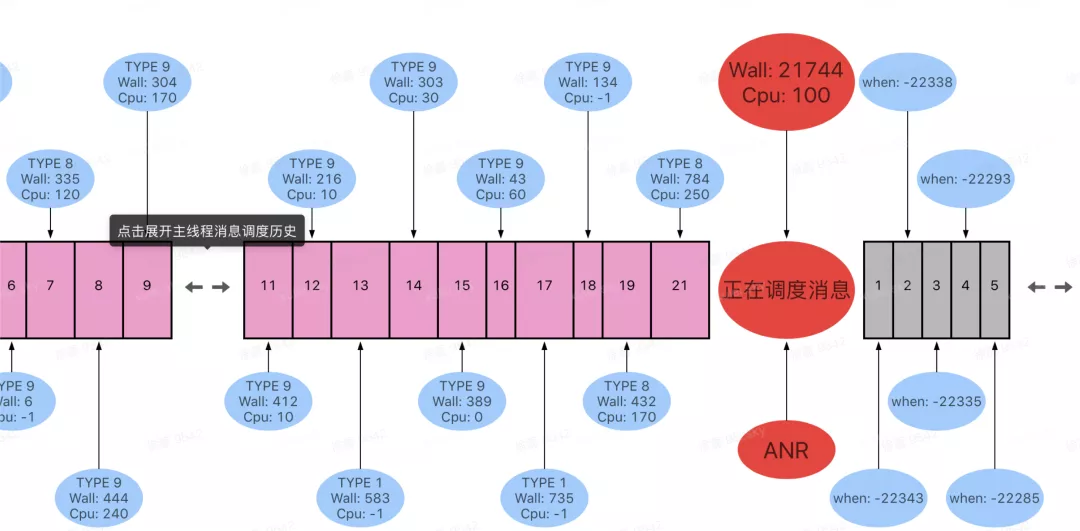 TYPE 9
Wall: 304
Cpu: 170
TYPE 9
Wall: 303
Cpu: 30
TYPE 9
Wall: 134
Cpu: -1
Wall: 21744
Cpu: 100
when: -22338
TYPE 8
Wall: 335
Cpu: 120
TYPE 9
Wall: 216
Cpu: 10
TYPE 9
Wall: 43
Cpu: 60
TYPE 8
Wall: 784
Cpu: 250
when: -22293
点击展开主线程消息调度历史
6
7
8
9
11
12
13
14
15
16
17
18
19
21
正在调度消息
1
2
3
4
5
YPE 9
Wall: 6
pu: -1
TYPE 9
Wall: 412
Cpu: 10
TYPE 9
Wall: 389
Cpu: 0
TYPE 8
Wall: 432
Cpu: 170
when: -22335
ANR
TYPE 9
Wall: 444
Cpu: 240
TYPE 1
Wall: 583
Cpu: -1
TYPE 1
Wall: 735
Cpu: -1
when: -22343
when: -22285